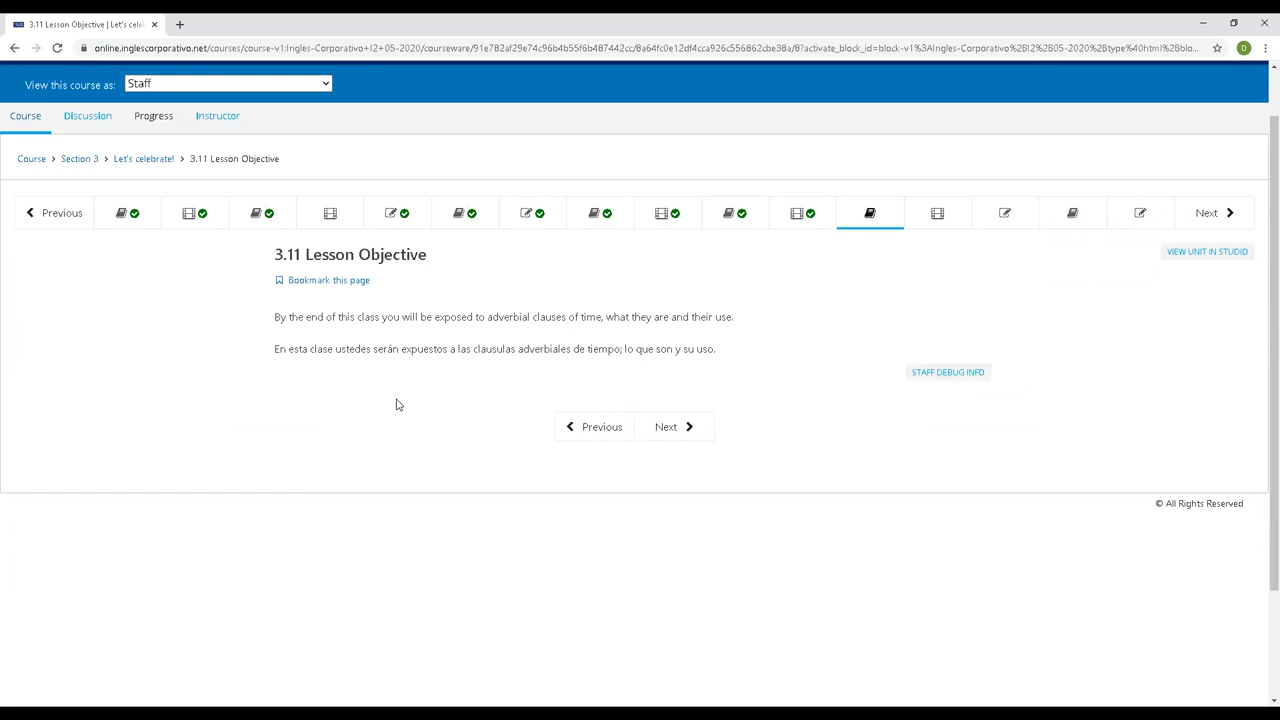 3.11 Lesson Objective | Let's celeb
online.inglescorporativo.net/courses/course-v1:Ingles-Corporativo+I2+05-2020/courseware/91e782af29e74c96b4b55f6b487442cc/8a64fc0e12df4cca926c556862cbe38a/8?activate_block_id=block-v1%3AIngles-Corporativo%2BI2%2B05-2020%2Btype%40html%2Bblo...
D
View this course as: Staff
Course Discussion Progress Instructor
Course > Section 3 > Let's celebrate! > 3.11 Lesson Objective
Previous Next
3.11 Lesson Objective
VIEW UNIT IN STUDIO
Bookmark this page
By the end of this class you will be exposed to adverbial clauses of time, what they are and their use.
En esta clase ustedes serán expuestos a las clausulas adverbiales de tiempo; lo que son y su uso.
STAFF DEBUG INFO
Previous Next
© All Rights Reserved